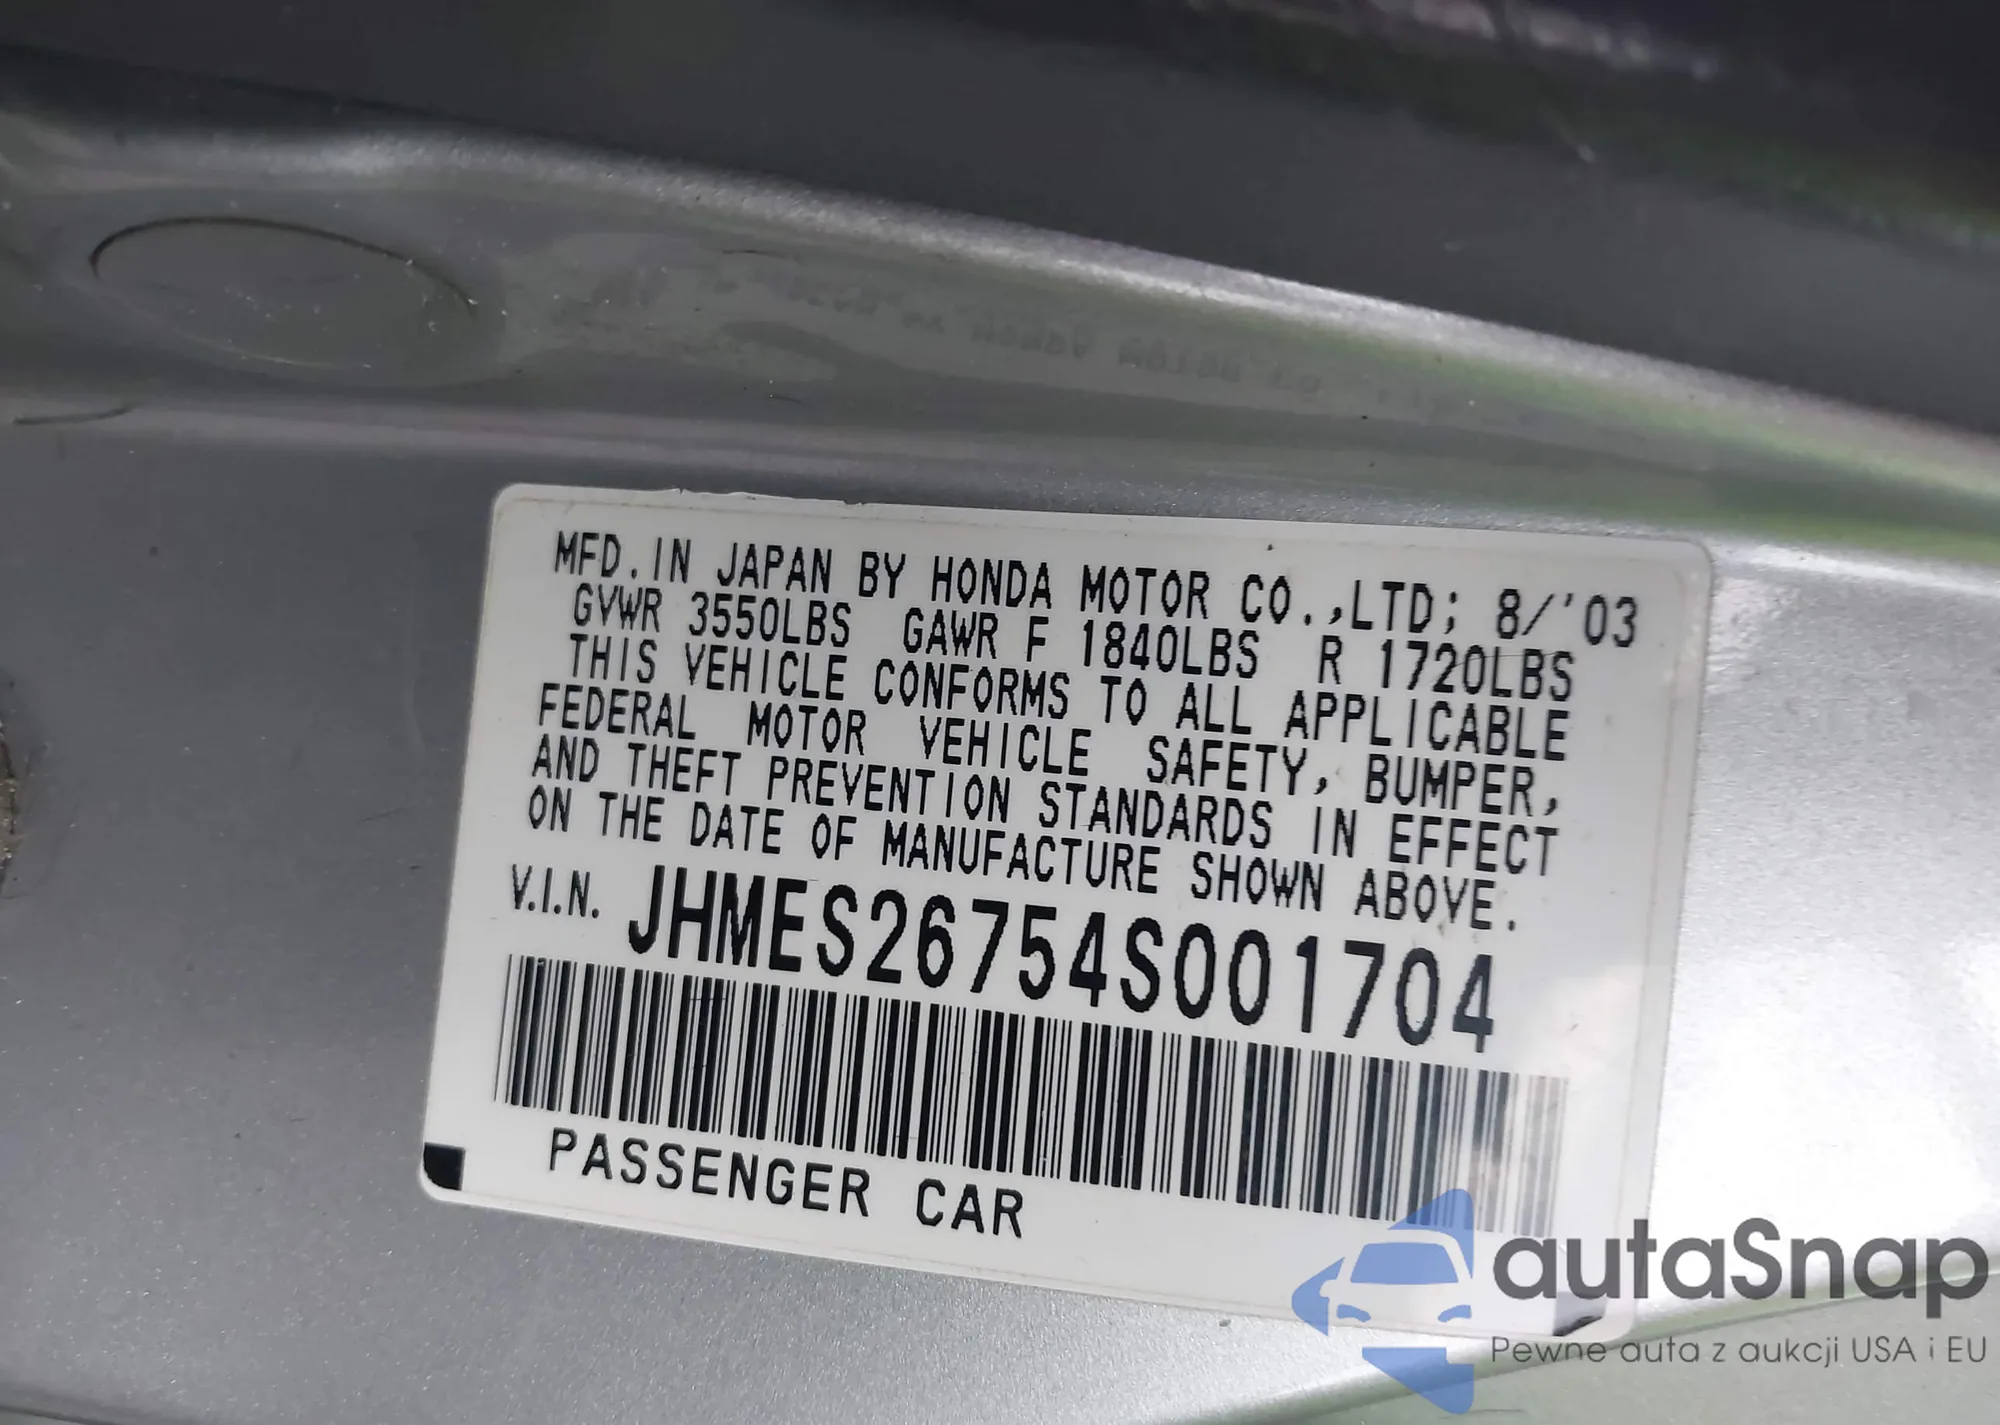 MFD. IN JAPAN BY HONDA MOTOR CO.,LTD; 8/'03
GVWR 3550LBS GAWR F 1840LBS R 1720LBS
THIS VEHICLE CONFORMS TO ALL APPLICABLE
FEDERAL MOTOR VEHICLE SAFETY, BUMPER,
AND THEFT PREVENTION STANDARDS IN EFFECT
ON THE DATE OF MANUFACTURE SHOWN ABOVE.
V.I.N. JHMES26754S001704
PASSENGER CAR
autaSnap
Pewne auta z aukcji USA i EU